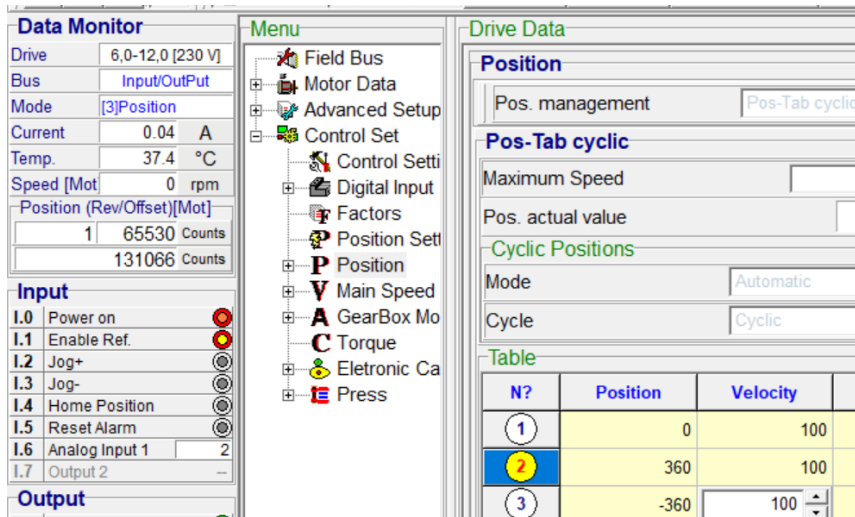 Data Monitor
Drive 6,0-12,0 [230 V]
Bus Input/OutPut
Mode [3]Position
Current 0.04 A
Temp. 37.4 °C
Speed [Mot 0 rpm
Position (Rev/Offset)[Mot]
1 65530 Counts
131066 Counts
Input
I.0 Power on
I.1 Enable Ref.
I.2 Jog+
I.3 Jog-
I.4 Home Position
I.5 Reset Alarm
I.6 Analog Input 1 2
I.7 Output 2 --
Output
Menu
Field Bus
Motor Data
Advanced Setup
Control Set
Control Setti
Digital Input
Factors
Position Sett
P Position
V Main Speed
A GearBox Mo
C Torque
Eletronic Ca
Press
Drive Data
Position
Pos. management Pos-Tab cyclic
Pos-Tab cyclic
Maximum Speed
Pos. actual value
Cyclic Positions
Mode Automatic
Cycle Cyclic
Table
N? Position Velocity
1 0 100
2 360 100
3 -360 100